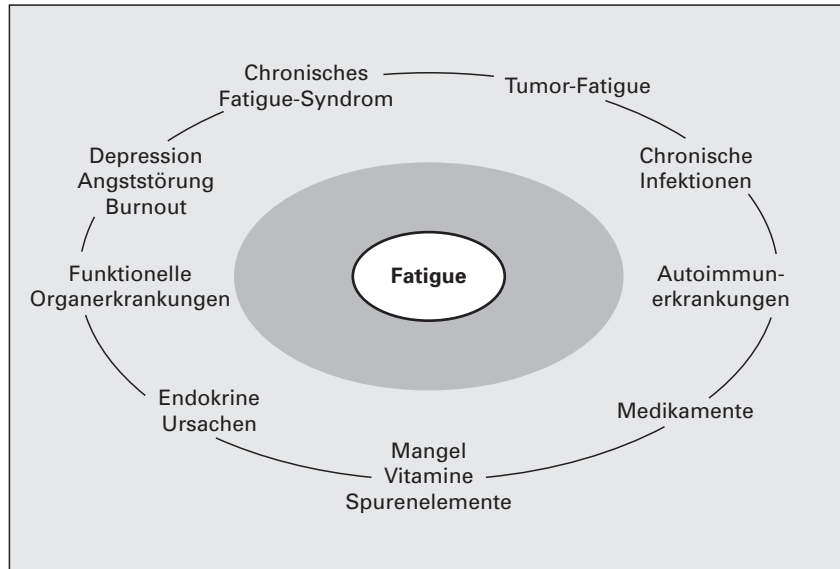 Chronisches
Fatigue-Syndrom
Tumor-Fatigue
Depression
Angststörung
Burnout
Chronische
Infektionen
Funktionelle
Organerkrankungen
Fatigue
Autoimmun-
erkrankungen
Endokrine
Ursachen
Medikamente
Mangel
Vitamine
Spurenelemente